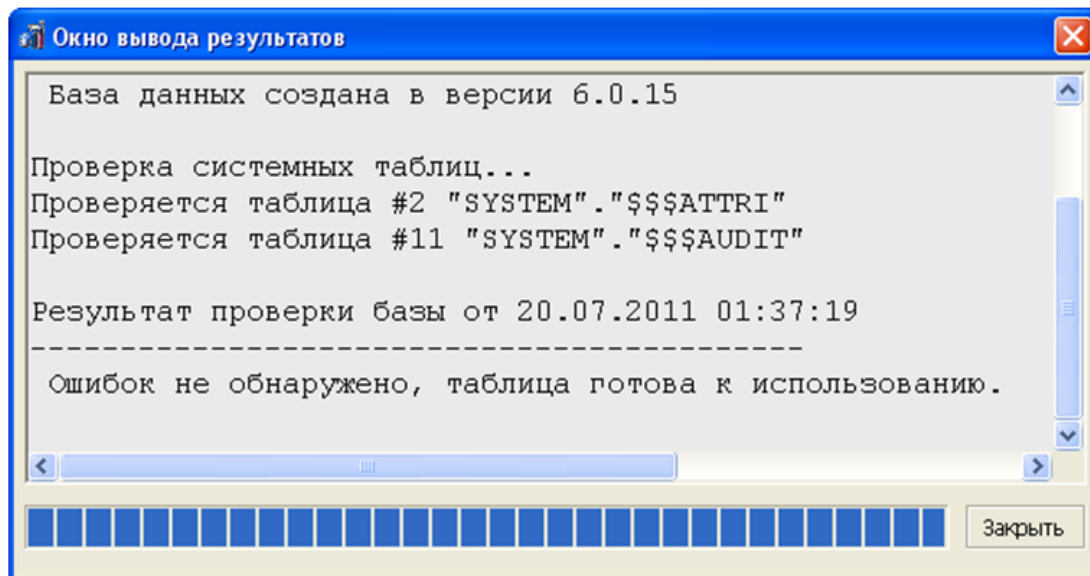 Окно вывода результатов
База данных создана в версии 6.0.15
Проверка системных таблиц...
Проверяется таблица #2 "SYSTEM"."$$$ATTRI"
Проверяется таблица #11 "SYSTEM"."$$$AUDIT"
Результат проверки базы от 20.07.2011 01:37:19
-------------------------------------------
Ошибок не обнаружено, таблица готова к использованию.
Закрыть